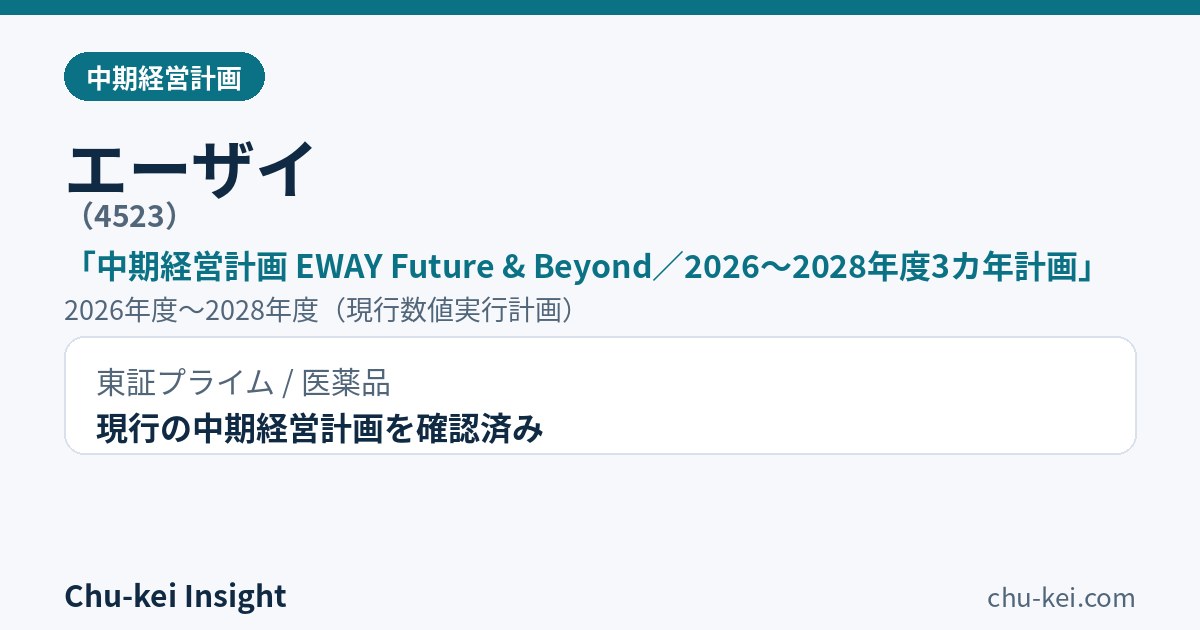 中期経営計画
エーザイ
（4523）
「中期経営計画 EWAY Future & Beyond／2026〜2028年度3カ年計画」
2026年度〜2028年度（現行数値実行計画）
東証プライム / 医薬品
現行の中期経営計画を確認済み
Chu-kei Insight
chu-kei.com